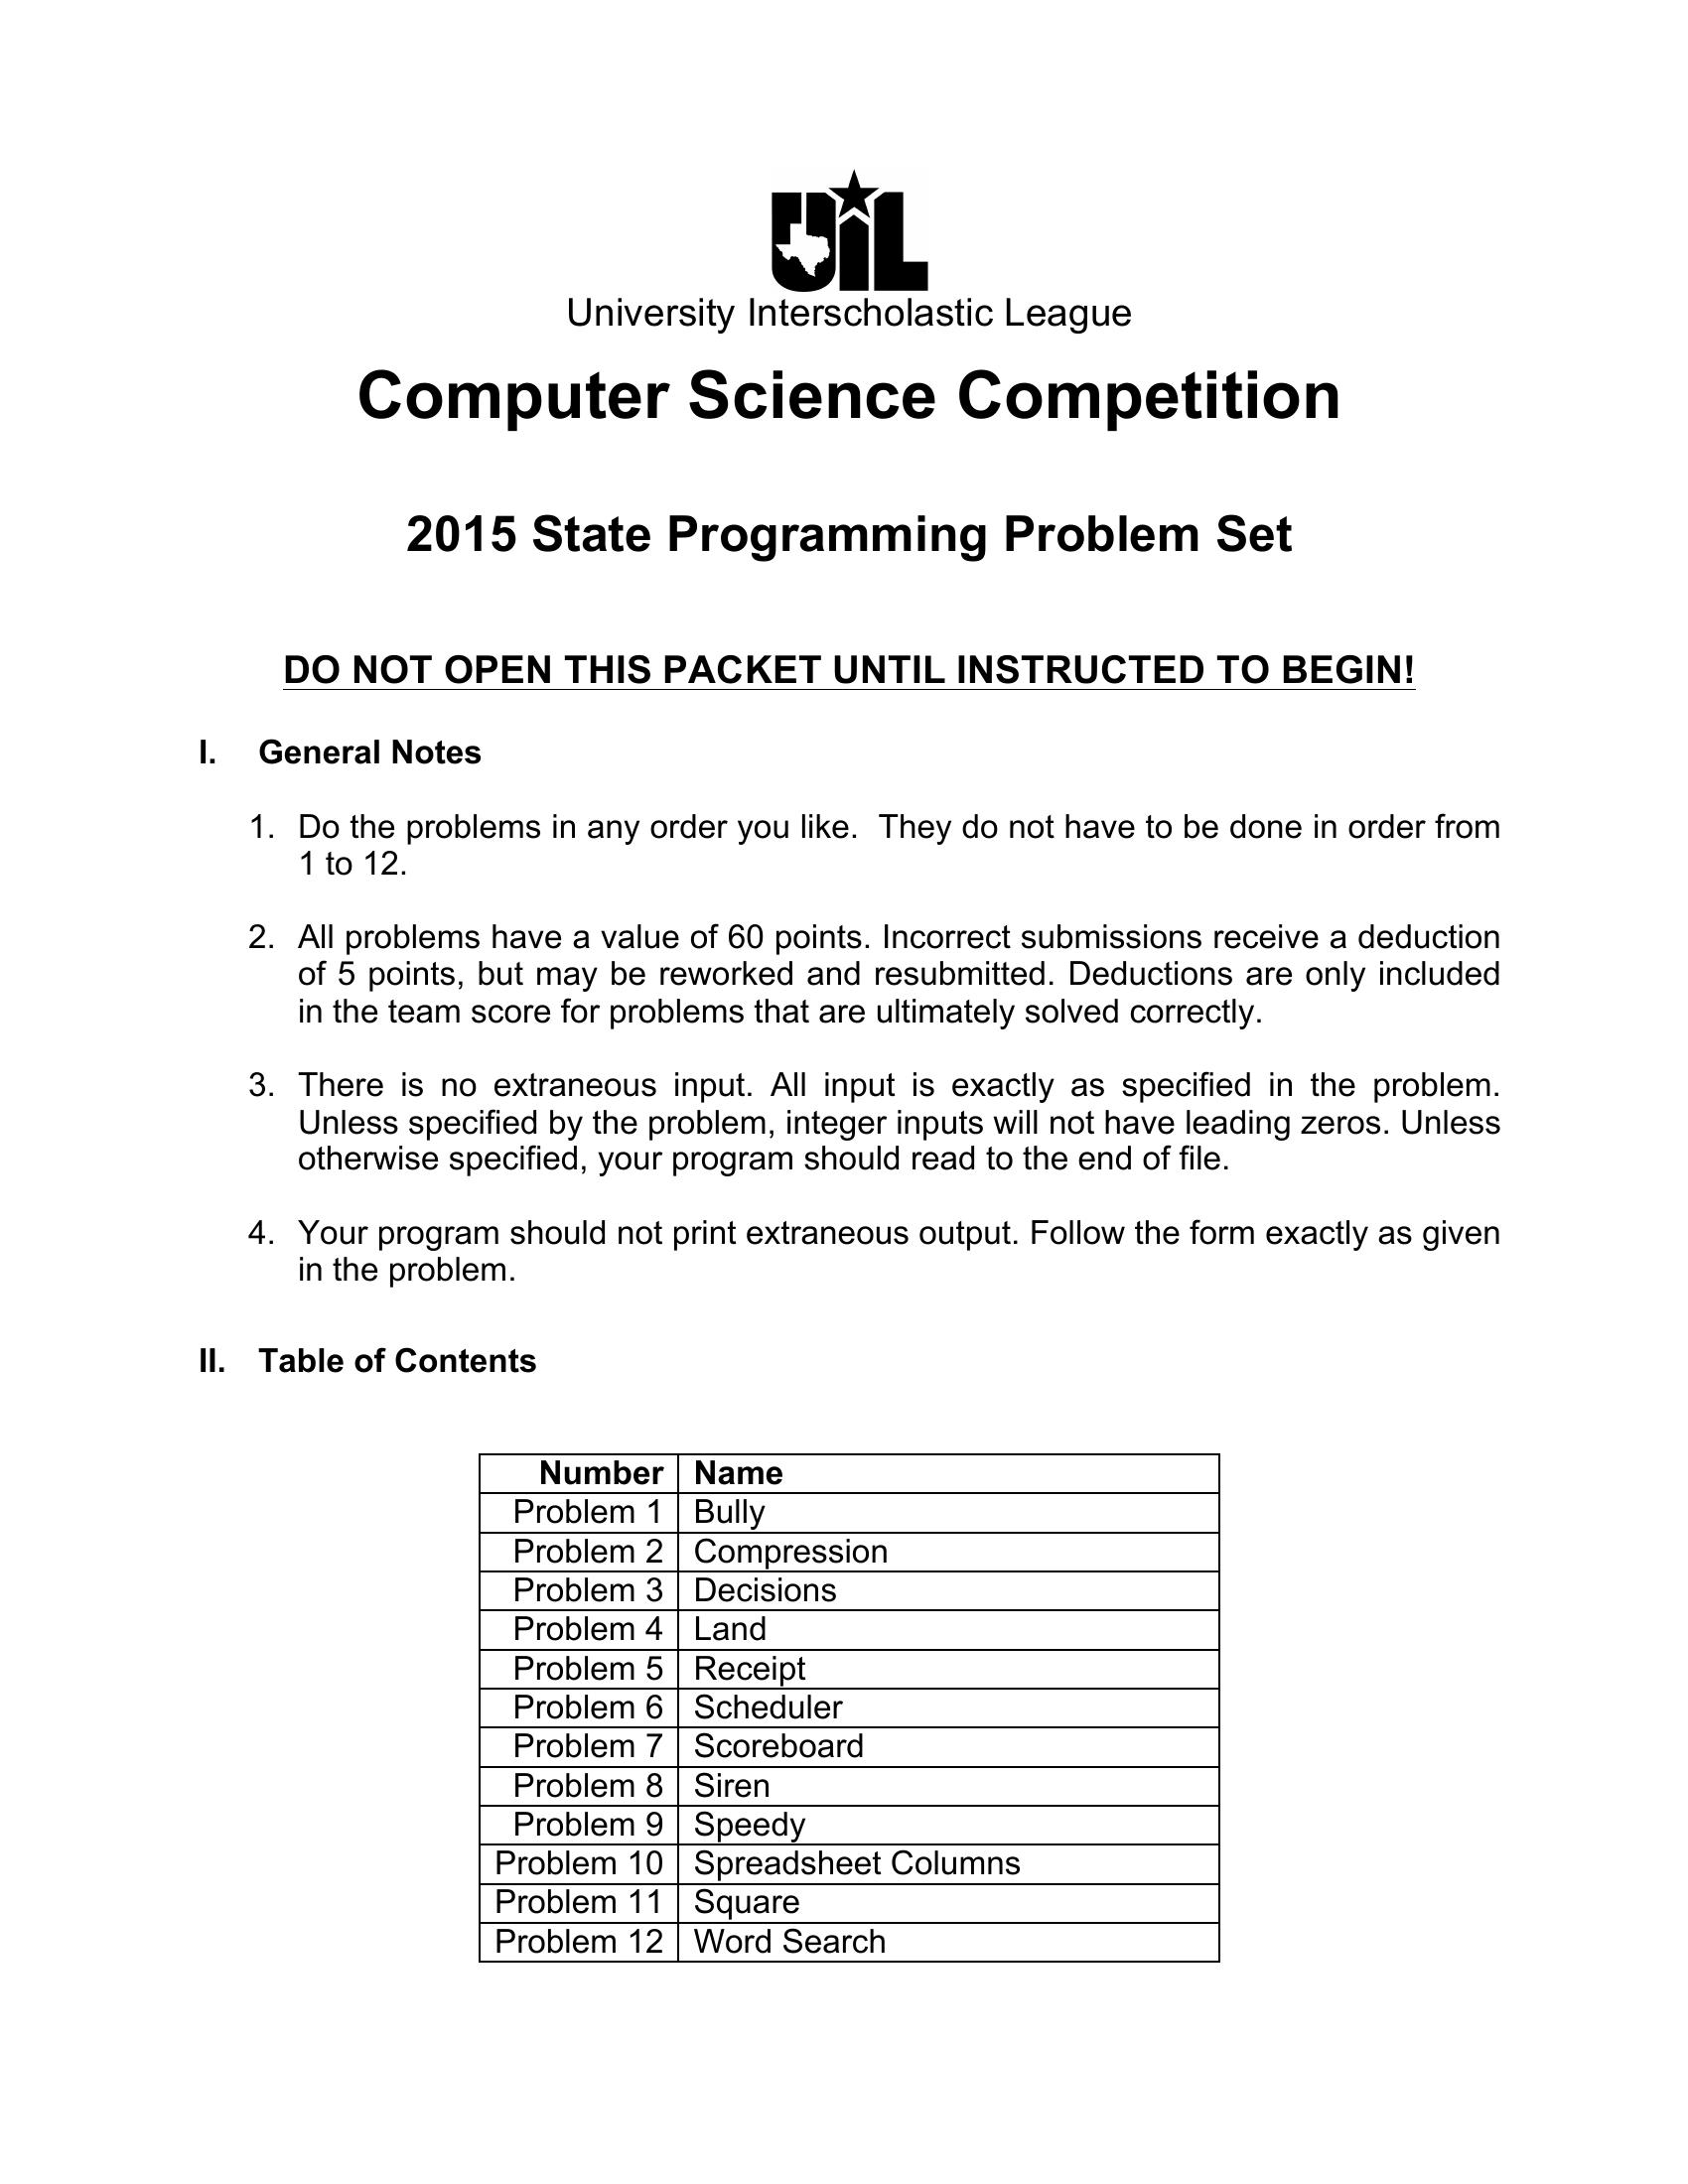 UIL
University Interscholastic League
Computer Science Competition
2015 State Programming Problem Set
DO NOT OPEN THIS PACKET UNTIL INSTRUCTED TO BEGIN!
I. General Notes
1. Do the problems in any order you like. They do not have to be done in order from
1 to 12.
2. All problems have a value of 60 points. Incorrect submissions receive a deduction
of 5 points, but may be reworked and resubmitted. Deductions are only included
in the team score for problems that are ultimately solved correctly.
3. There is no extraneous input. All input is exactly as specified in the problem.
Unless specified by the problem, integer inputs will not have leading zeros. Unless
otherwise specified, your program should read to the end of file.
4. Your program should not print extraneous output. Follow the form exactly as given
in the problem.
II. Table of Contents
Number Name
Problem 1 Bully
Problem 2 Compression
Problem 3 Decisions
Problem 4 Land
Problem 5 Receipt
Problem 6 Scheduler
Problem 7 Scoreboard
Problem 8 Siren
Problem 9 Speedy
Problem 10 Spreadsheet Columns
Problem 11 Square
Problem 12 Word Search